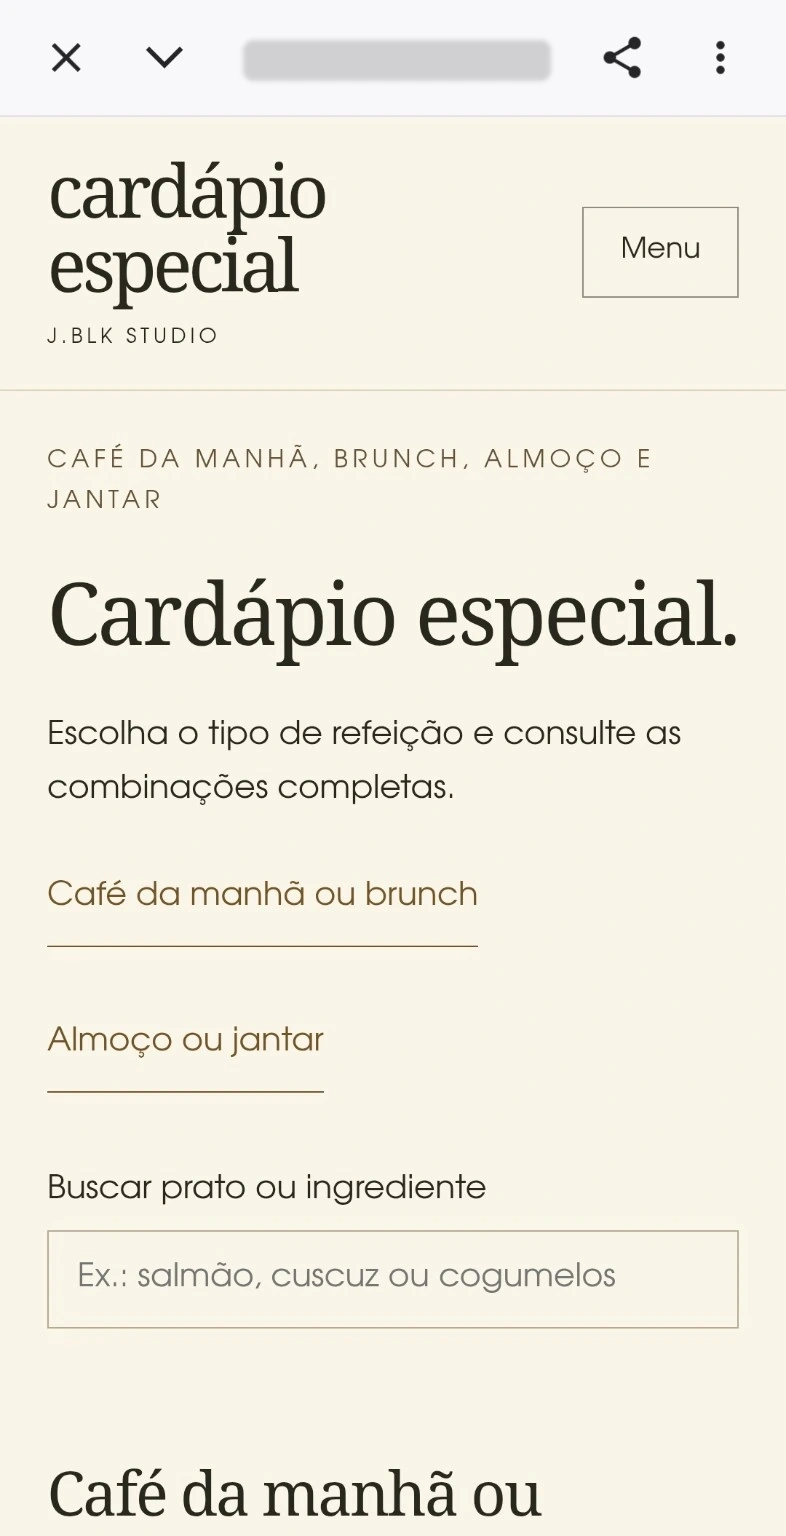 cardápio
especial
Menu
J.BLK STUDIO
CAFÉ DA MANHÃ, BRUNCH, ALMOÇO E
JANTAR
Cardápio especial.
Escolha o tipo de refeição e consulte as
combinações completas.
Café da manhã ou brunch
Almoço ou jantar
Buscar prato ou ingrediente
Ex.: salmão, cuscuz ou cogumelos
Café da manhã ou